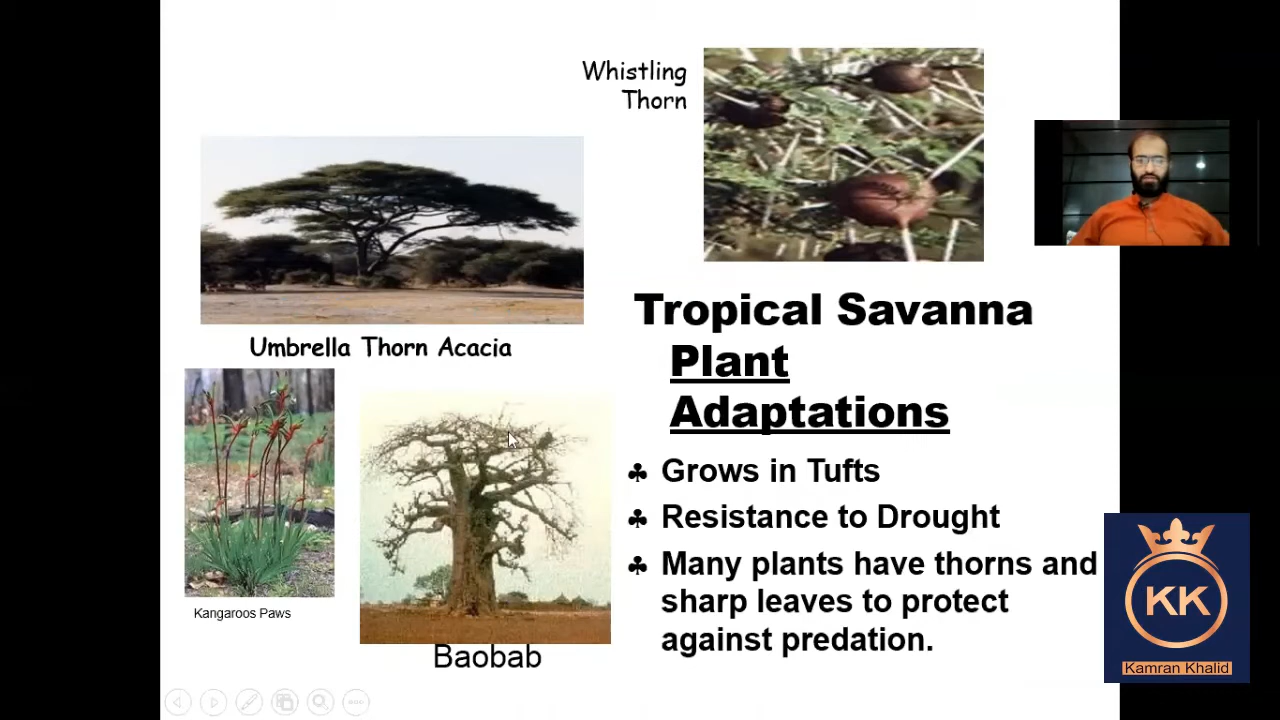 Whistling
Thorn
Umbrella Thorn Acacia
Kangaroos Paws
Baobab
Tropical Savanna
Plant
Adaptations
♣ Grows in Tufts
♣ Resistance to Drought
♣ Many plants have thorns and
sharp leaves to protect
against predation.
KK
Kamran Khalid